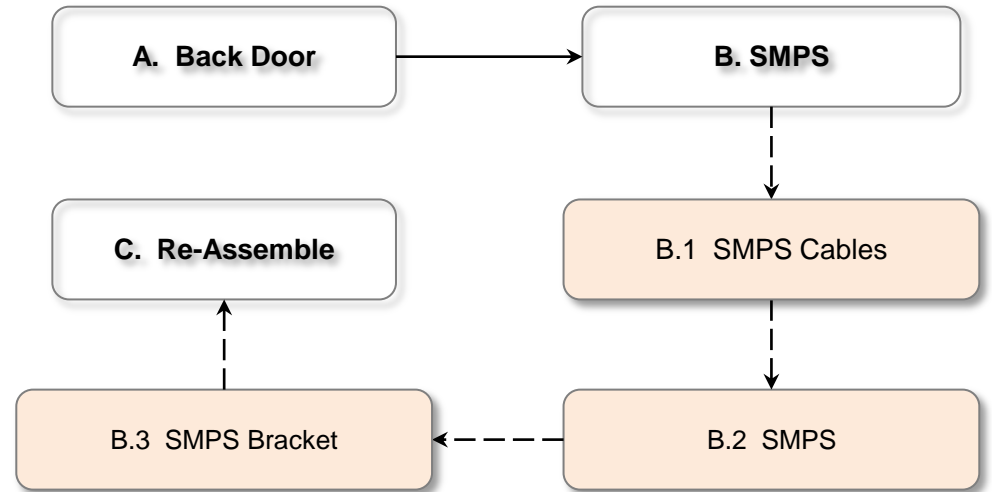 A. Back Door
B. SMPS
C. Re-Assemble
B.1 SMPS Cables
B.3 SMPS Bracket
B.2 SMPS